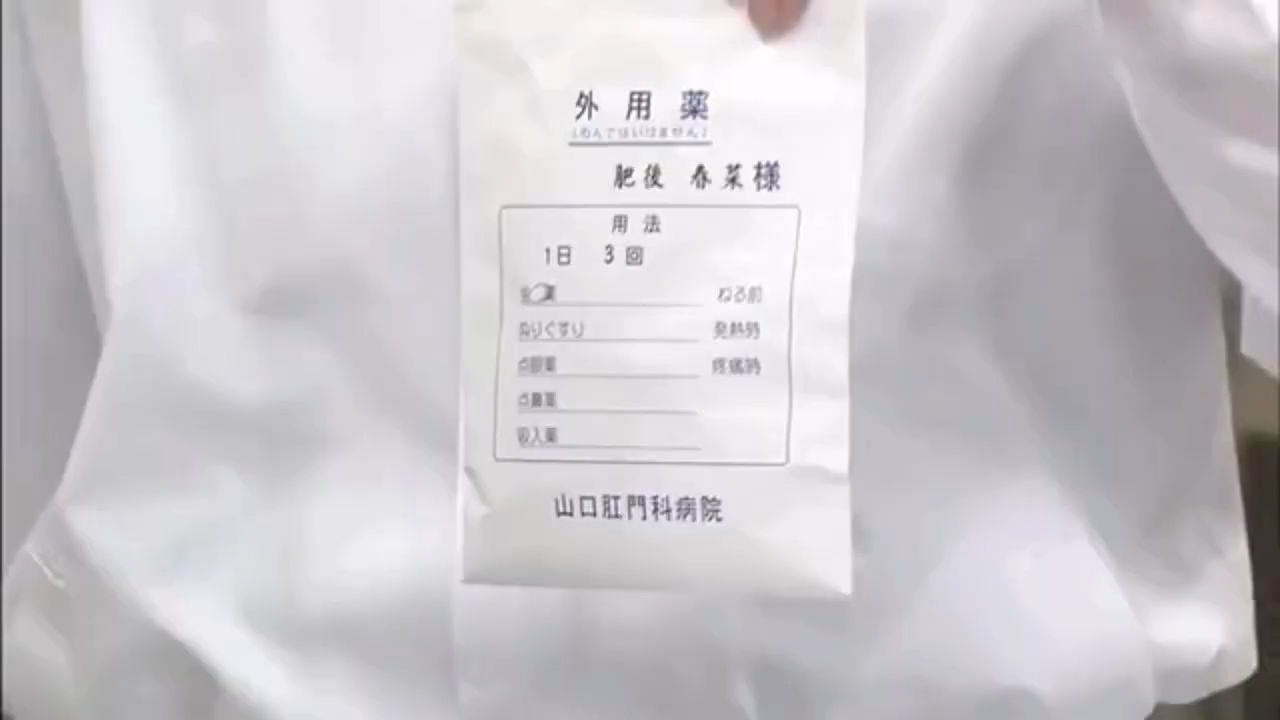 外用薬
(のんではいけません)
肥後 春菜様
用法
1日 3回
坐薬 ねる前
ぬりぐすり 発熱時
点眼薬 疼痛時
点鼻薬
吸入薬
山口肛門科病院